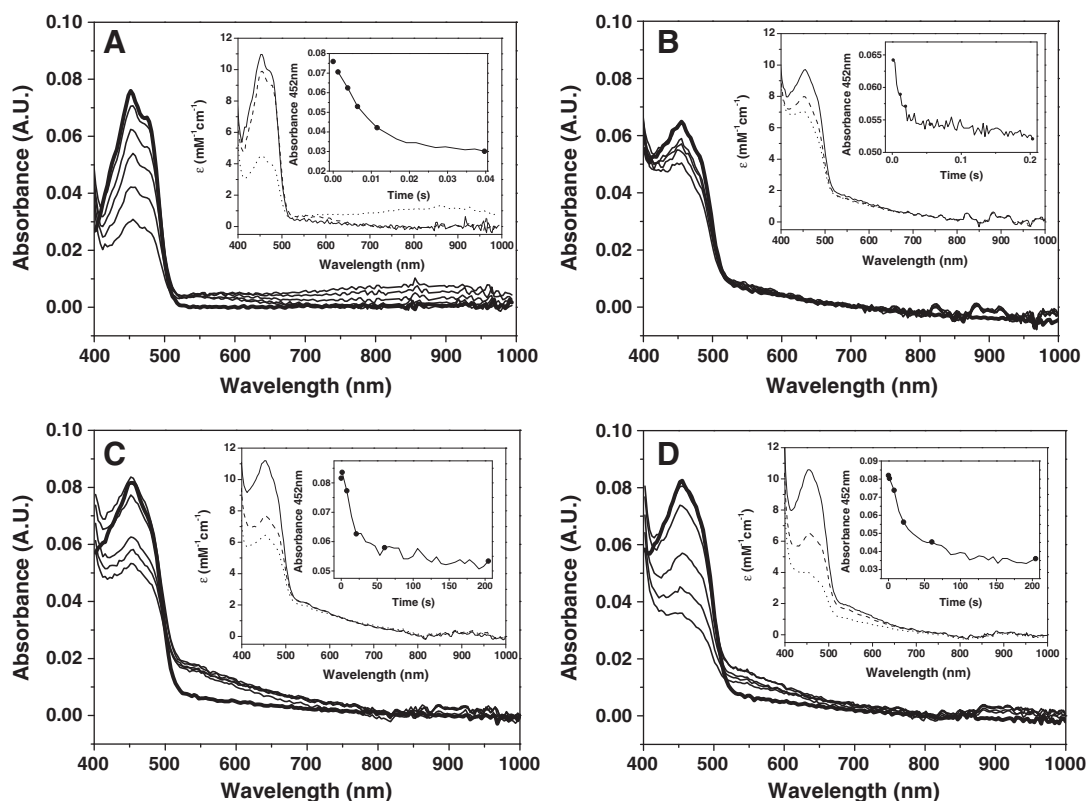 A
Absorbance (A.U.)
0.10
0.08
0.06
0.04
0.02
0.00
400 500 600 700 800 900 1000
Wavelength (nm)
ε (mM⁻¹cm⁻¹)
12
10
8
6
4
2
0
400 500 600 700 800 900 1000
Wavelength (nm)
Absorbance 452nm
0.08
0.07
0.06
0.05
0.04
0.03
0.02
0.00 0.01 0.02 0.03 0.04
Time (s)
B
Absorbance (A.U.)
0.10
0.08
0.06
0.04
0.02
0.00
400 500 600 700 800 900 1000
Wavelength (nm)
ε (mM⁻¹cm⁻¹)
12
10
8
6
4
2
0
400 500 600 700 800 900 1000
Wavelength (nm)
Absorbance 452nm
0.065
0.060
0.055
0.050
0.0 0.1 0.2
Time (s)
C
Absorbance (A.U.)
0.10
0.08
0.06
0.04
0.02
0.00
400 500 600 700 800 900 1000
Wavelength (nm)
ε (mM⁻¹cm⁻¹)
12
10
8
6
4
2
0
400 500 600 700 800 900 1000
Wavelength (nm)
Absorbance 452nm
0.08
0.07
0.06
0.05
0 50 100 150 200
Time (s)
D
Absorbance (A.U.)
0.10
0.08
0.06
0.04
0.02
0.00
400 500 600 700 800 900 1000
Wavelength (nm)
ε (mM⁻¹cm⁻¹)
12
10
8
6
4
2
0
400 500 600 700 800 900 1000
Wavelength (nm)
Absorbance 452nm
0.09
0.08
0.07
0.06
0.05
0.04
0.03
0 50 100 150 200
Time (s)